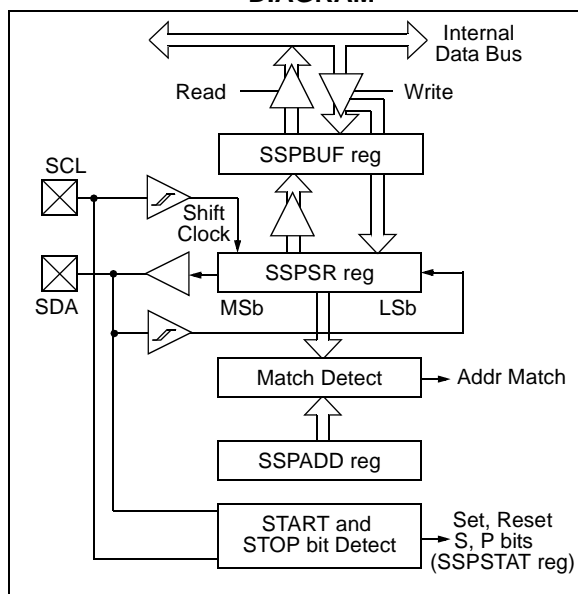 DIAGRAM
Internal
Data Bus
Read
Write
SSPBUF reg
SCL
Shift
Clock
SSPSR reg
SDA
MSb
LSb
Match Detect
Addr Match
SSPADD reg
START and
STOP bit Detect
Set, Reset
S, P bits
(SSPSTAT reg)